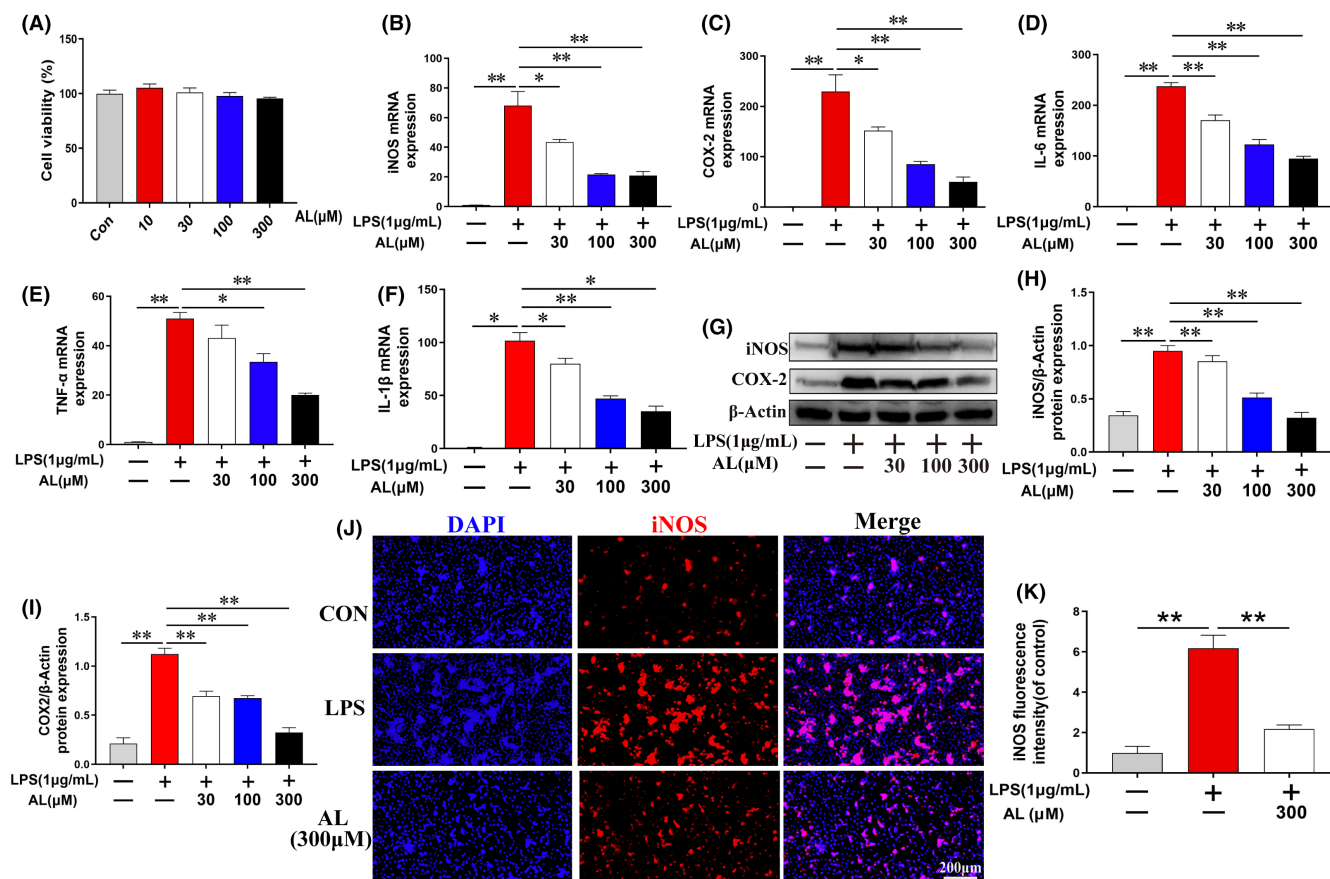 (A)
Cell viability (%)
150
100
50
0
Con
10
30
100
300
AL(μM)
(B)
iNOS mRNA
expression
80
60
40
20
0
** * ** **
LPS(1μg/mL) — + + + +
AL(μM) — — 30 100 300
(C)
COX-2 mRNA
expression
300
200
100
0
** * ** **
LPS(1μg/mL) — + + + +
AL(μM) — — 30 100 300
(D)
IL-6 mRNA
expression
300
200
100
0
** ** ** **
LPS(1μg/mL) — + + + +
AL(μM) — — 30 100 300
(E)
TNF-α mRNA
expression
60
40
20
0
** * **
LPS(1μg/mL) — + + + +
AL(μM) — — 30 100 300
(F)
IL-1β mRNA
expression
150
100
50
0
* * ** *
LPS(1μg/mL) — + + + +
AL(μM) — — 30 100 300
(G)
iNOS
COX-2
β-Actin
LPS(1μg/mL) — + + + +
AL(μM) — — 30 100 300
(H)
iNOS/β-Actin
protein expression
1.5
1.0
0.5
0.0
** ** ** **
LPS(1μg/mL) — + + + +
AL(μM) — — 30 100 300
(I)
COX2/β-Actin
protein expression
1.5
1.0
0.5
0.0
** ** ** **
LPS(1μg/mL) — + + + +
AL(μM) — — 30 100 300
(J)
DAPI iNOS Merge
CON
LPS
AL
(300μM)
200μm
(K)
iNOS fluorescence
intensity(of control)
8
6
4
2
0
** **
LPS(1μg/mL) — + +
AL (μM) — — 300